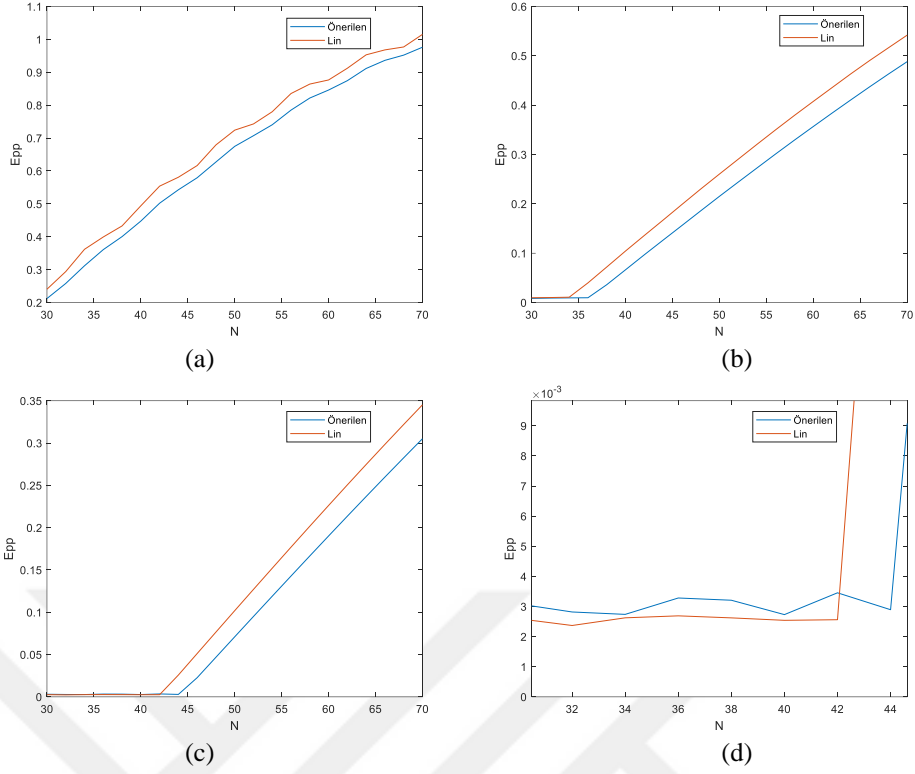 1.1
1
0.9
0.8
0.7
0.6
0.5
0.4
0.3
0.2
Epp
30 35 40 45 50 55 60 65 70
N
Önerilen
Lin
(a)
0.6
0.5
0.4
0.3
0.2
0.1
0
Epp
30 35 40 45 50 55 60 65 70
N
Önerilen
Lin
(b)
0.35
0.3
0.25
0.2
0.15
0.1
0.05
0
Epp
30 35 40 45 50 55 60 65 70
N
Önerilen
Lin
(c)
×10⁻³
9
8
7
6
5
4
3
2
1
0
Epp
32 34 36 38 40 42 44
N
Önerilen
Lin
(d)